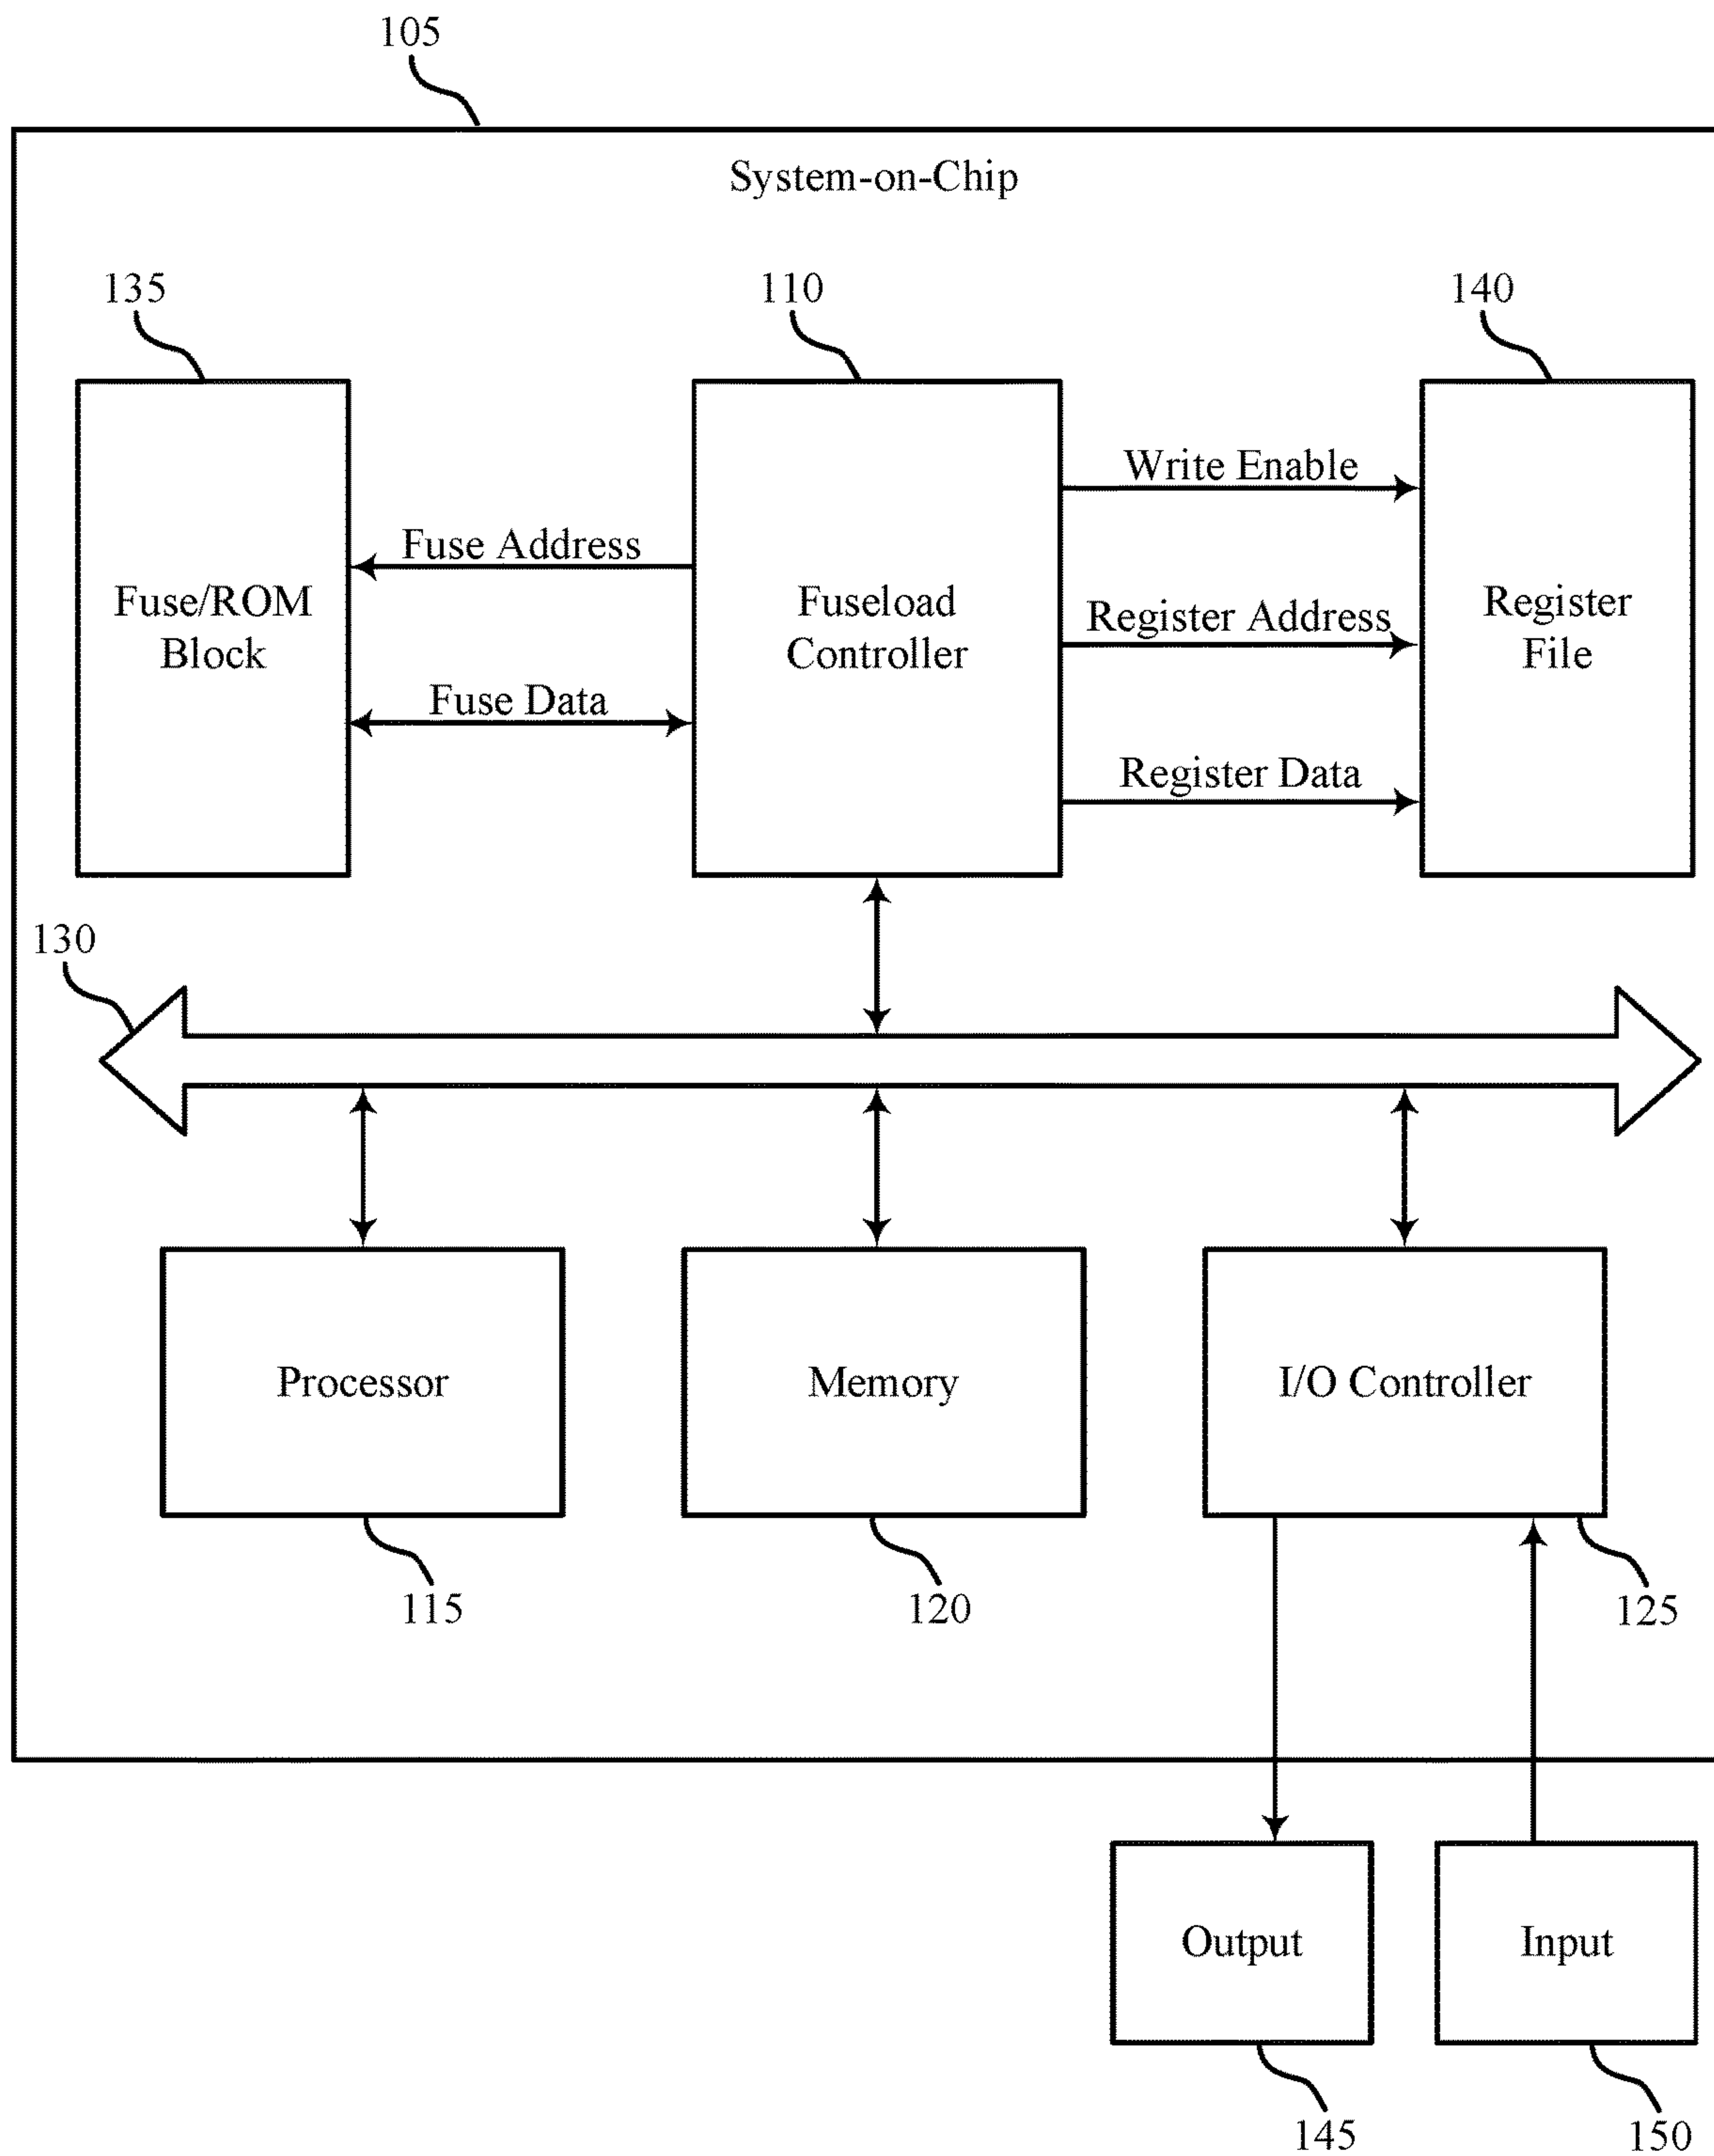 105
System-on-Chip
135
110
140
Write Enable
Fuse Address
Fuse/ROM
Block
Fuseload
Controller
Register Address
Register
File
Fuse Data
Register Data
130
Processor
Memory
I/O Controller
115
120
125
Output
Input
145
150